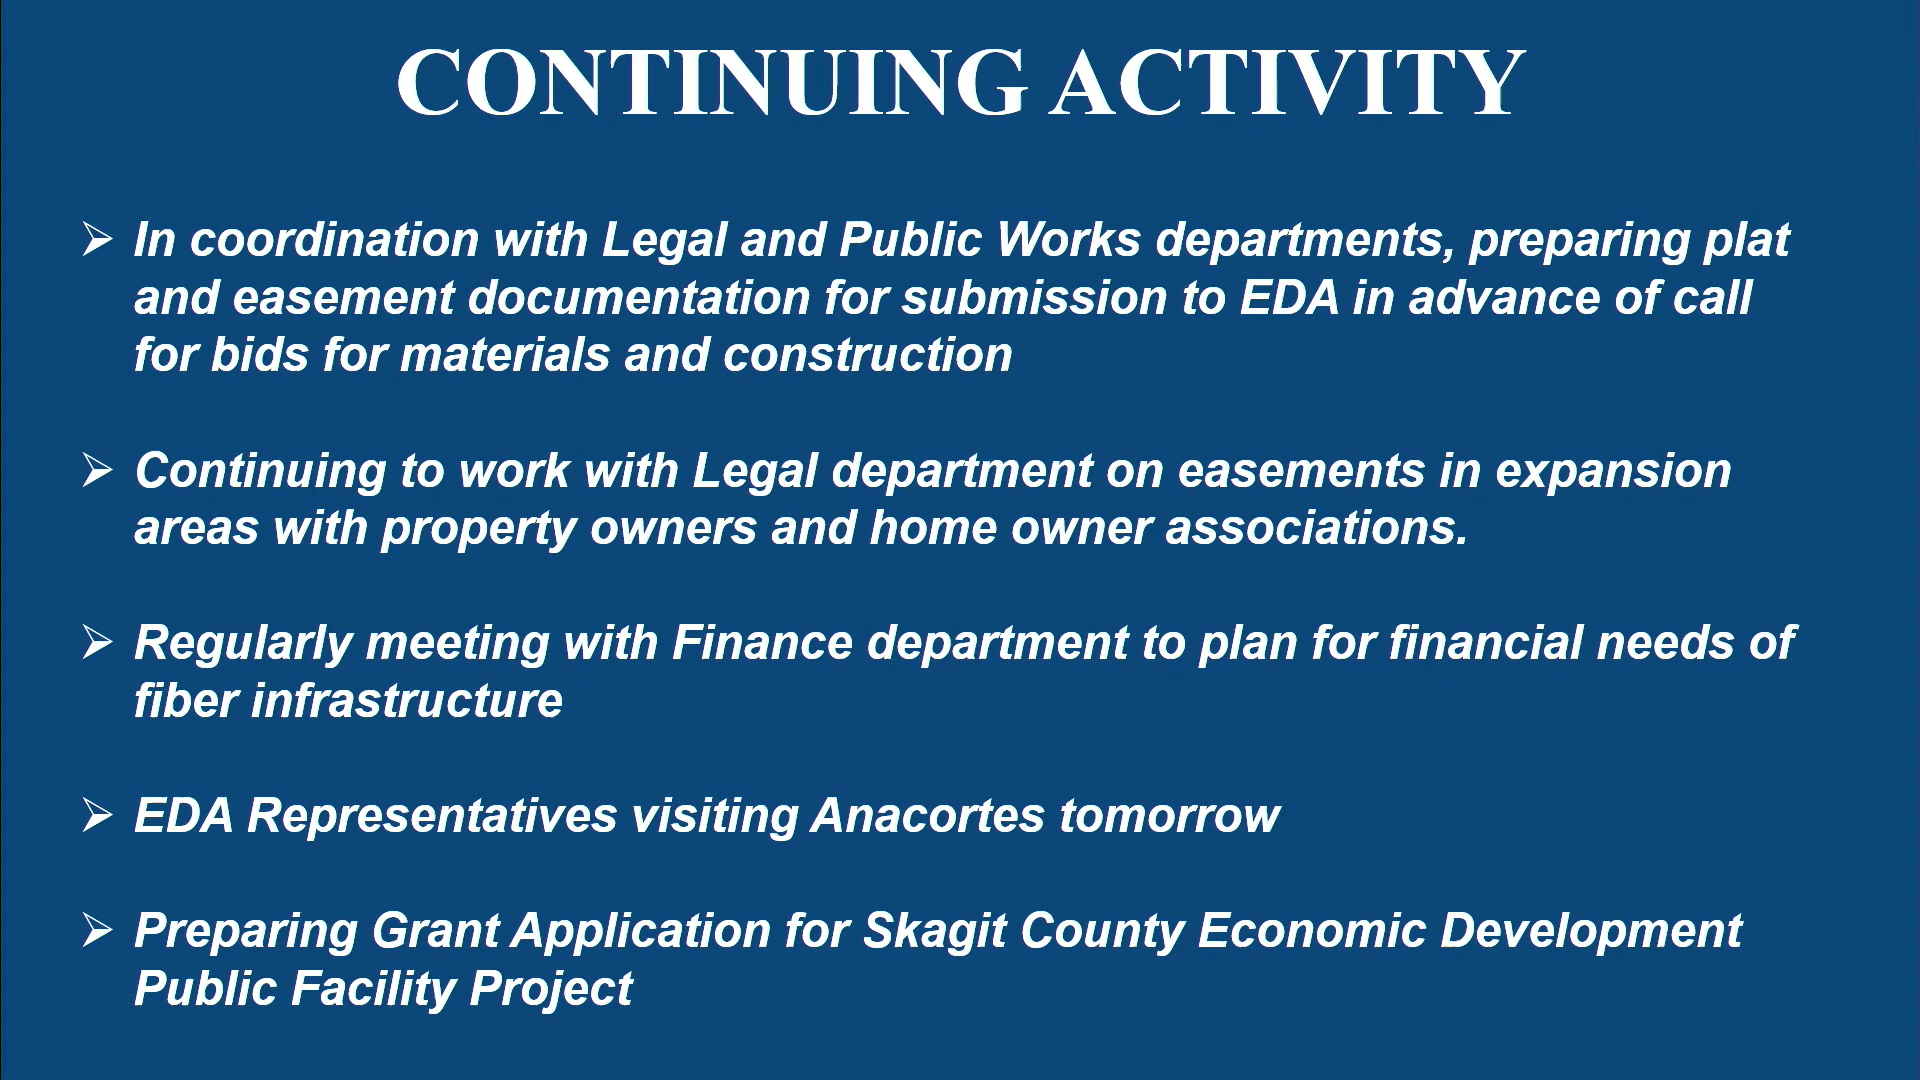 CONTINUING ACTIVITY
➢ In coordination with Legal and Public Works departments, preparing plat
and easement documentation for submission to EDA in advance of call
for bids for materials and construction
➢ Continuing to work with Legal department on easements in expansion
areas with property owners and home owner associations.
➢ Regularly meeting with Finance department to plan for financial needs of
fiber infrastructure
➢ EDA Representatives visiting Anacortes tomorrow
➢ Preparing Grant Application for Skagit County Economic Development
Public Facility Project